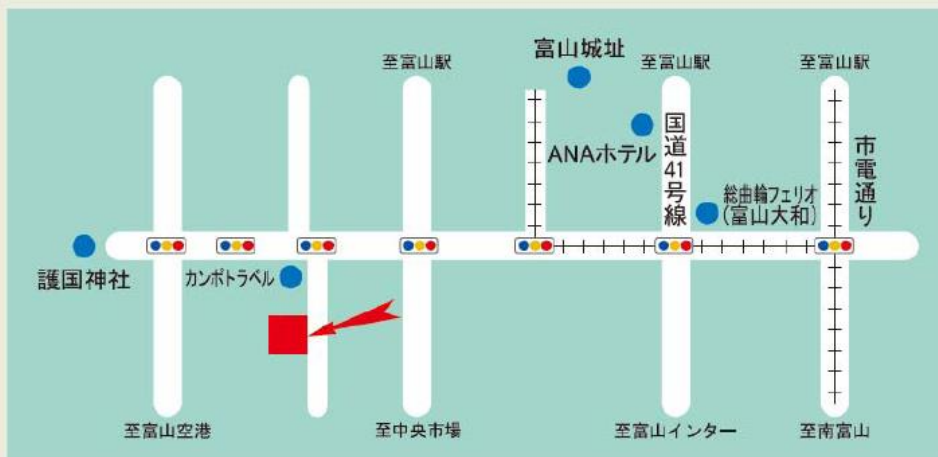 富山城址
至富山駅
至富山駅
至富山駅
ANAホテル
国道41号線
市電通り
総曲輪フェリオ
(富山大和)
護国神社
カンポトラベル
至富山空港
至中央市場
至富山インター
至南富山